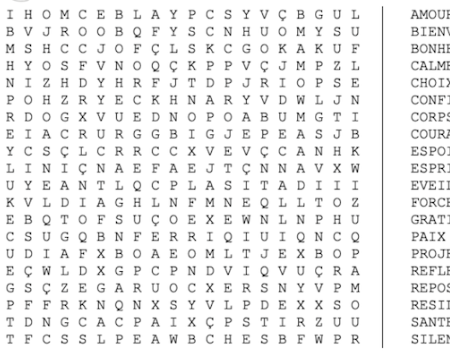 I H O M C E B L A Y P C S Y V Ç B G U L
B V J R O O B Q F Y S C N H U O M Y S U
M S H C C J O F Ç L S K C G O K A K U F
H Y O S F V N O Q Ç K P P V Ç J M P Z L
N I Z H D Y H R F J T D P J R I O P S E
P O H Z R Y E C K H N A R Y V D W L J N
R D O G X V U E D N O P O A B U M G T I
E I A C R U R G G B I G J E P E A S J B
Y C S Ç L C R R C C X V E V Ç C A N H K
L I N I Ç N A E F A E J T Ç N N A V X W
U Y E A N T L Q C P L A S I T A D I I I
K V L D I A G H L N F M N E Q L L T O Z
E B Q T O F S U Ç O E X E W N L N P H U
C S U G Q B N F E R R I Q I U I Q N C Q
U D I A F X B O A E O M L T J E X B O P
E Ç W L D X G P C P N D V I Q V U Ç R A
G S Ç Z E G A R U O C X E R S N Y V P M
P F F R K N Q N X S Y V L P D E X X S O
T D N G C A C P A I X Ç P S T I R Z U U
T F C S S L P E A W B C H E S B F W P R
AMOUR
BIENV
BONHE
CALME
CHOIX
CONFI
CORPS
COURA
ESPOI
ESPRI
EVEIL
FORCE
GRATI
PAIX
PROJE
REFLE
REPOS
RESIL
SANTE
SILEN